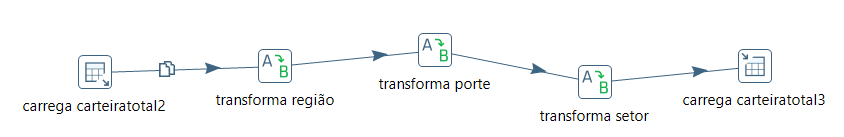 carrega carteiratotal2
A
B
transforma região
A
B
transforma porte
A
B
transforma setor
carrega carteiratotal3